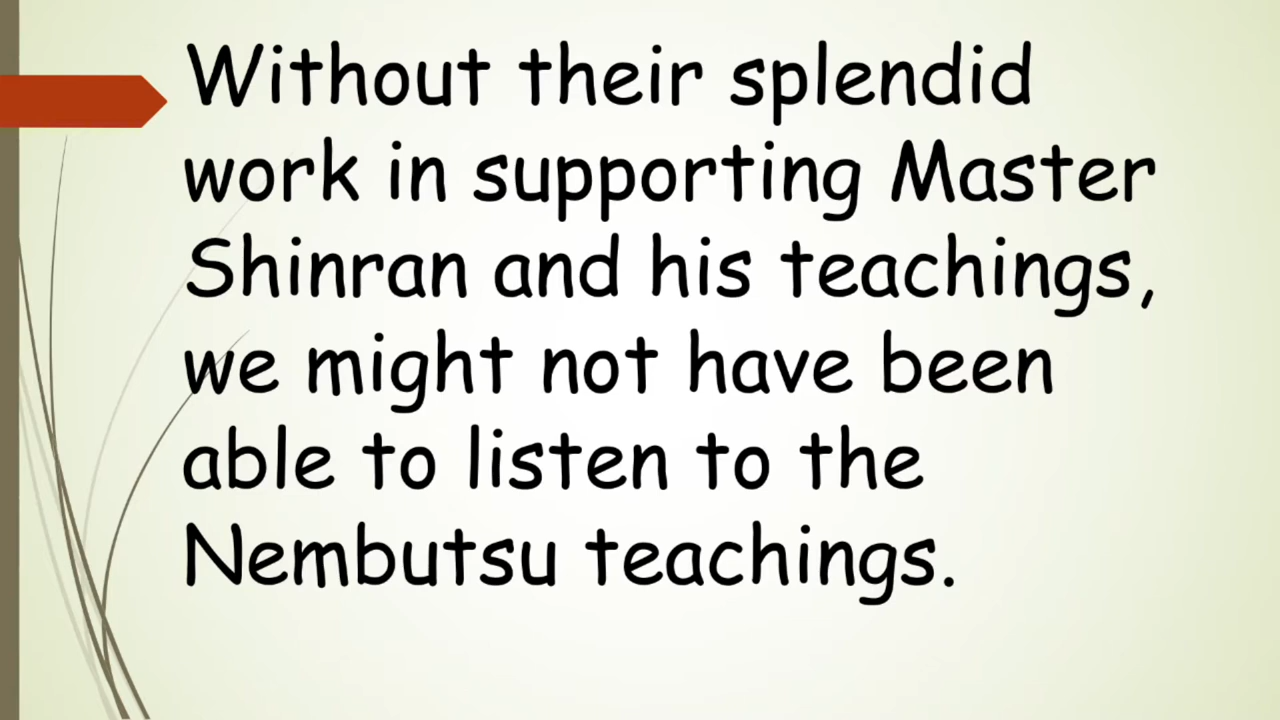 Without their splendid
work in supporting Master
Shinran and his teachings,
we might not have been
able to listen to the
Nembutsu teachings.